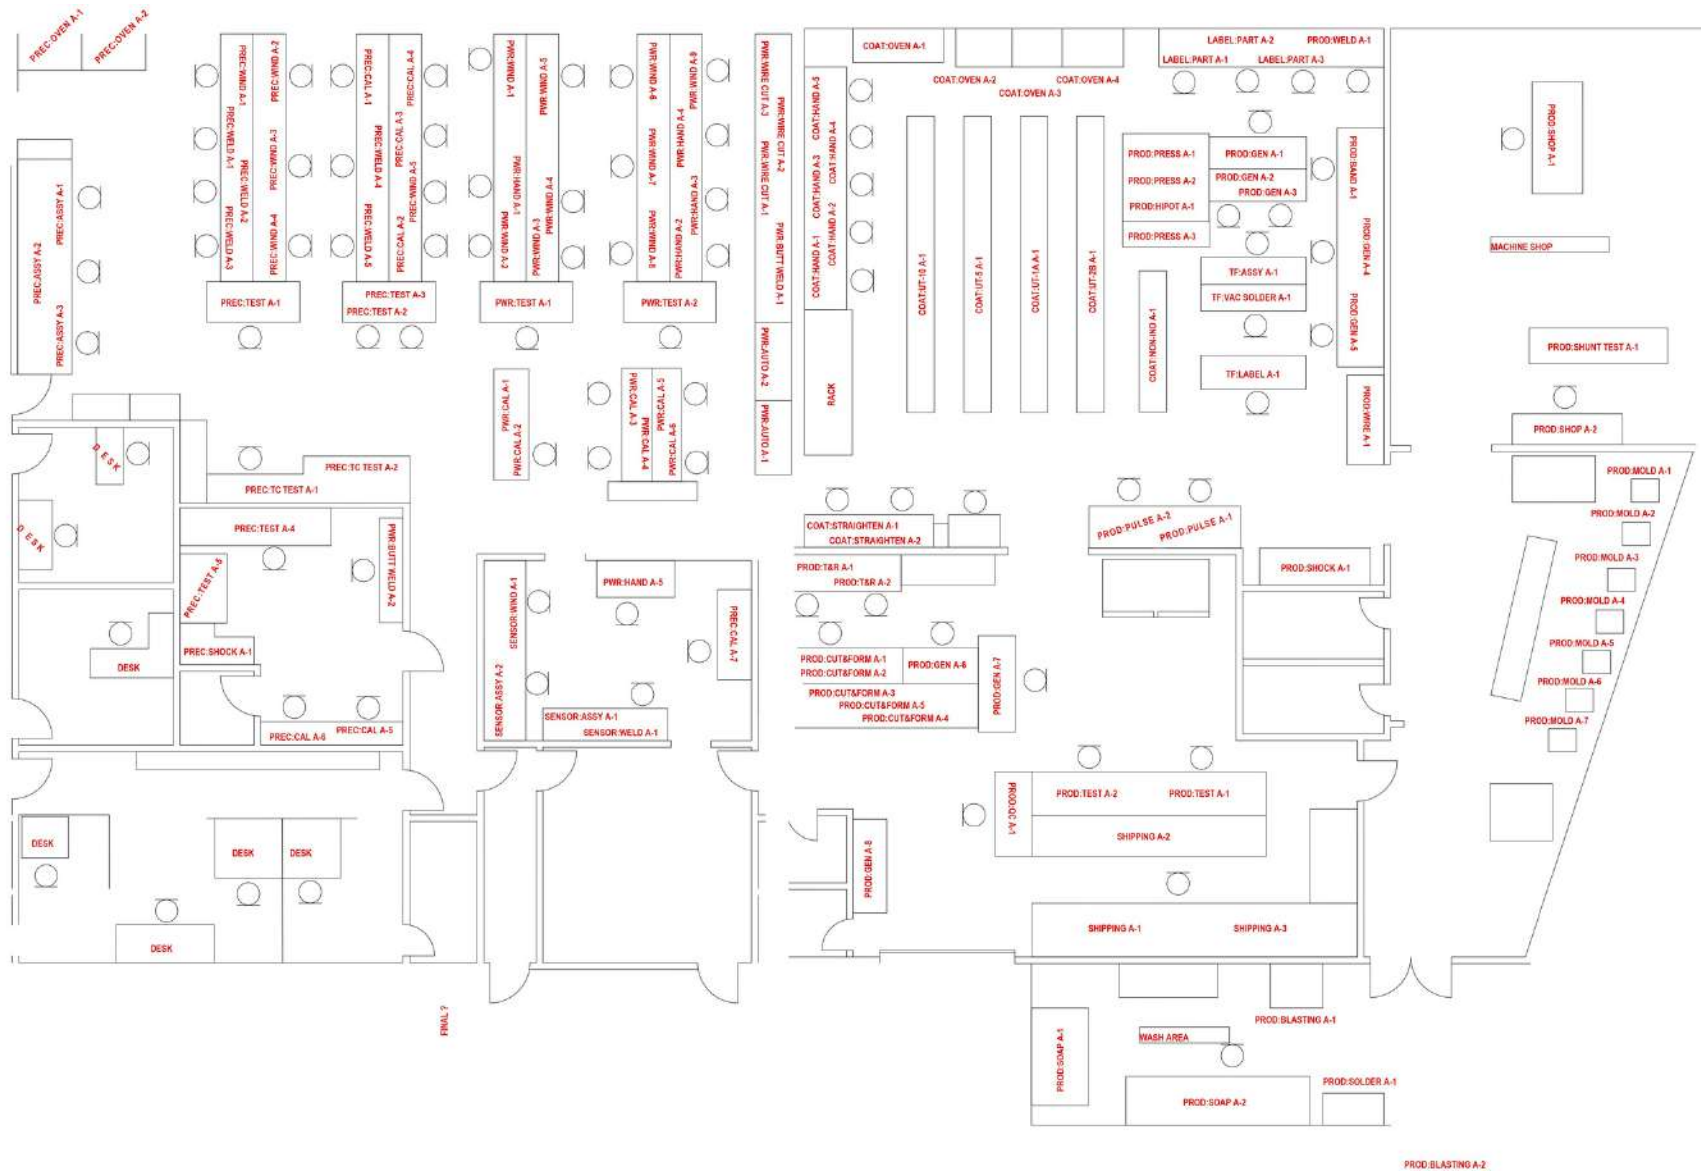 PREC:OVEN A-1
PREC:OVEN A-2
PREC:WIND A-1
PREC:WIND A-2
PREC:WELD A-1
PREC:WELD A-2
PREC:WIND A-3
PREC:WELD A-3
PREC:WIND A-4
PREC:TEST A-1
PREC:CAL A-1
PREC:CAL A-4
PREC:WELD A-4
PREC:CAL A-3
PREC:WIND A-5
PREC:WELD A-5
PREC:CAL A-2
PREC:TEST A-3
PREC:TEST A-2
PWR:WIND A-1
PWR:WIND A-5
PWR:HAND A-1
PWR:WIND A-4
PWR:WIND A-2
PWR:WIND A-3
PWR:TEST A-1
PWR:WIND A-6
PWR:WIND A-9
PWR:HAND A-4
PWR:WIND A-7
PWR:HAND A-3
PWR:WIND A-8
PWR:HAND A-2
PWR:TEST A-2
PWR:WIRE CUT A-3
PWR:WIRE CUT A-2
PWR:WIRE CUT A-1
PWR:BUTT WELD A-1
PWR:AUTO A-2
PWR:AUTO A-1
PREC:ASSY A-1
PREC:ASSY A-2
PREC:ASSY A-3
PWR:CAL A-1
PWR:CAL A-2
PWR:CAL A-3
PWR:CAL A-5
PWR:CAL A-4
PWR:CAL A-6
COAT:OVEN A-1
COAT:OVEN A-2
COAT:OVEN A-3
COAT:OVEN A-4
COAT:HAND A-5
COAT:HAND A-4
COAT:HAND A-3
COAT:HAND A-2
COAT:HAND A-1
RACK
COAT:UT-10 A-1
COAT:UT-5 A-1
COAT:UT-1A A-1
COAT:UT-2B A-1
COAT:NON-IND A-1
LABEL:PART A-2
PROD:WELD A-1
LABEL:PART A-1
LABEL:PART A-3
PROD:PRESS A-1
PROD:PRESS A-2
PROD:HIPOT A-1
PROD:PRESS A-3
PROD:GEN A-1
PROD:GEN A-2
PROD:GEN A-3
TF:ASSY A-1
TF:VAC SOLDER A-1
TF:LABEL A-1
PROD:BAND A-1
PROD:GEN A-4
PROD:GEN A-5
PROD:WIRE A-1
PROD:SHOP A-1
MACHINE SHOP
PROD:SHUNT TEST A-1
PROD:SHOP A-2
DESK
DESK
DESK
PREC:TC TEST A-2
PREC:TC TEST A-1
PREC:TEST A-4
PREC:TEST A-5
PWR:BUTT WELD A-2
PREC:SHOCK A-1
PREC:CAL A-6
PREC:CAL A-5
SENSOR:WIND A-1
SENSOR:ASSY A-2
PWR:HAND A-5
PREC:CAL A-7
SENSOR:ASSY A-1
SENSOR:WELD A-1
COAT:STRAIGHTEN A-1
COAT:STRAIGHTEN A-2
PROD:T&R A-1
PROD:T&R A-2
PROD:CUT&FORM A-1
PROD:CUT&FORM A-2
PROD:GEN A-6
PROD:CUT&FORM A-3
PROD:CUT&FORM A-5
PROD:CUT&FORM A-4
PROD:GEN A-7
PROD:PULSE A-2
PROD:PULSE A-1
PROD:SHOCK A-1
PROD:MOLD A-1
PROD:MOLD A-2
PROD:MOLD A-3
PROD:MOLD A-4
PROD:MOLD A-5
PROD:MOLD A-6
PROD:MOLD A-7
DESK
DESK
DESK
DESK
PROD:QC A-1
PROD:TEST A-2
PROD:TEST A-1
SHIPPING A-2
PROD:GEN A-8
SHIPPING A-1
SHIPPING A-3
FINAL ?
PROD:SOAP A-1
WASH AREA
PROD:BLASTING A-1
PROD:SOAP A-2
PROD:SOLDER A-1
PROD:BLASTING A-2